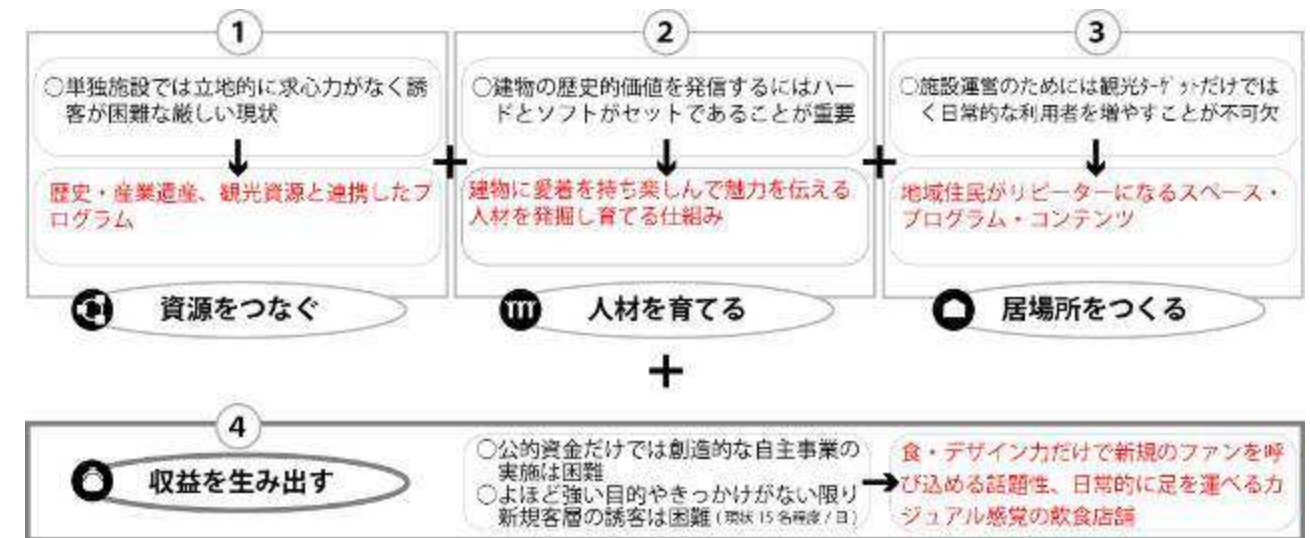 1
○単独施設では立地的に求心力がなく誘
客が困難な厳しい現状
↓
歴史・産業遺産、観光資源と連携したプ
ログラム
資源をつなぐ
+
2
○建物の歴史的価値を発信するにはハー
ドとソフトがセットであることが重要
↓
建物に愛着を持ち楽しんで魅力を伝える
人材を発掘し育てる仕組み
人材を育てる
+
3
○施設運営のためには観光ターゲットだけでは
く日常的な利用者を増やすことが不可欠
↓
地域住民がリピーターになるスペース・
プログラム・コンテンツ
居場所をつくる
+
4
収益を生み出す
○公的資金だけでは創造的な自主事業の
実施は困難
○よほど強い目的やきっかけがない限り
新規客層の誘客は困難(現状15名程度/日)
→
食・デザイン力だけで新規のファンを呼
び込める話題性、日常的に足を運べるカ
ジュアル感覚の飲食店舗